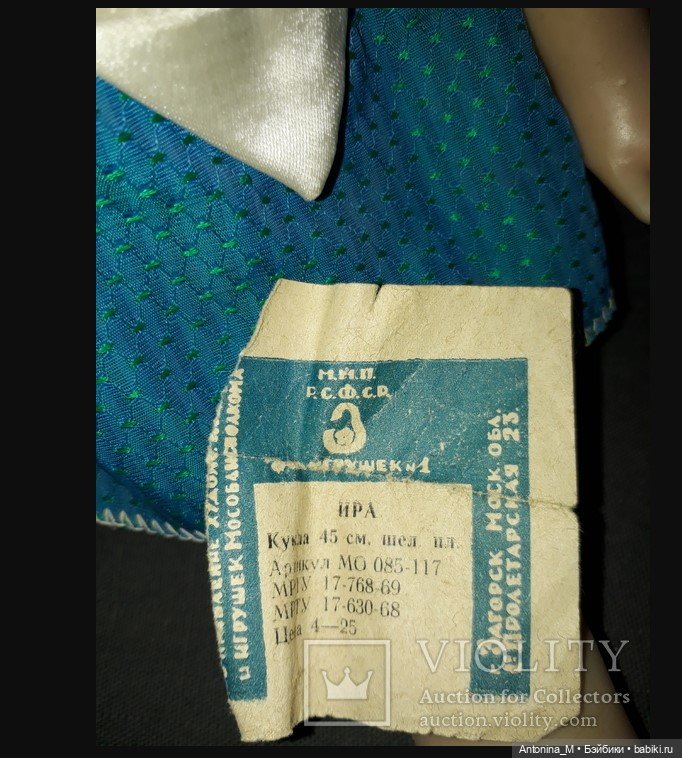 М.М.П.
Р.С.Ф.С.Р.
ИГРУШЕК №1
ХУДОЖ.
и ИГРУШЕК МОСОБЛИСПОЛКОМА
ЗАГОРСК МОСК ОБЛ.
ПРОЛЕТАРСКАЯ 23
ИРА
Кукла 45 см, шел. пл.
Артикул МО 085-117
МРТУ 17-768-69
МРТУ 17-630-68
Цена 4—25
VIOLITY
Auction for Collectors
auction.violity.com
Antonina_M • Бэйбики • babiki.ru